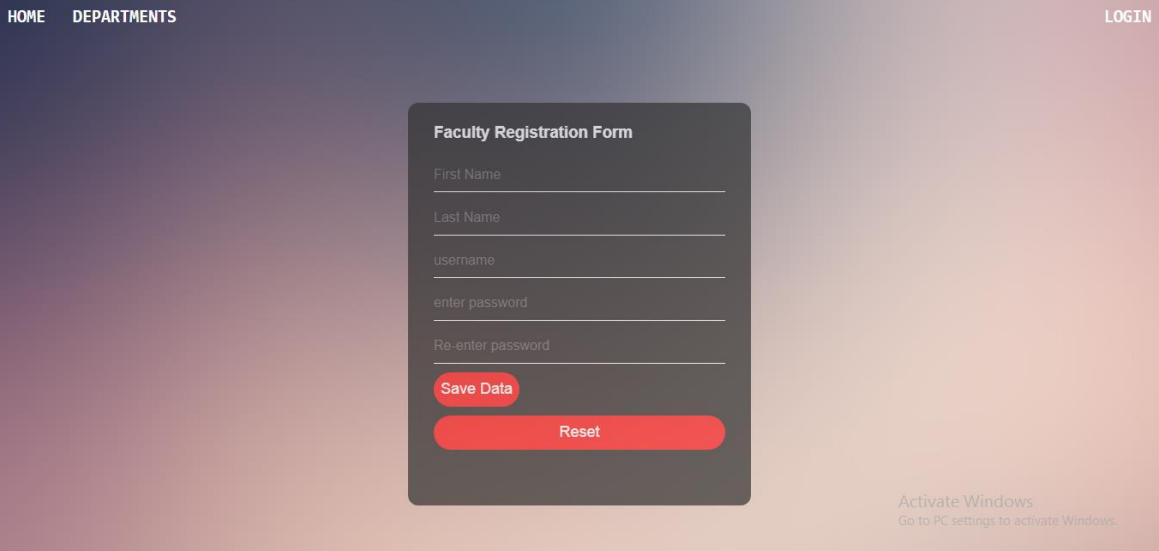 HOME DEPARTMENTS LOGIN
Faculty Registration Form
First Name
Last Name
username
enter password
Re-enter password
Save Data
Reset
Activate Windows
Go to PC settings to activate Windows.